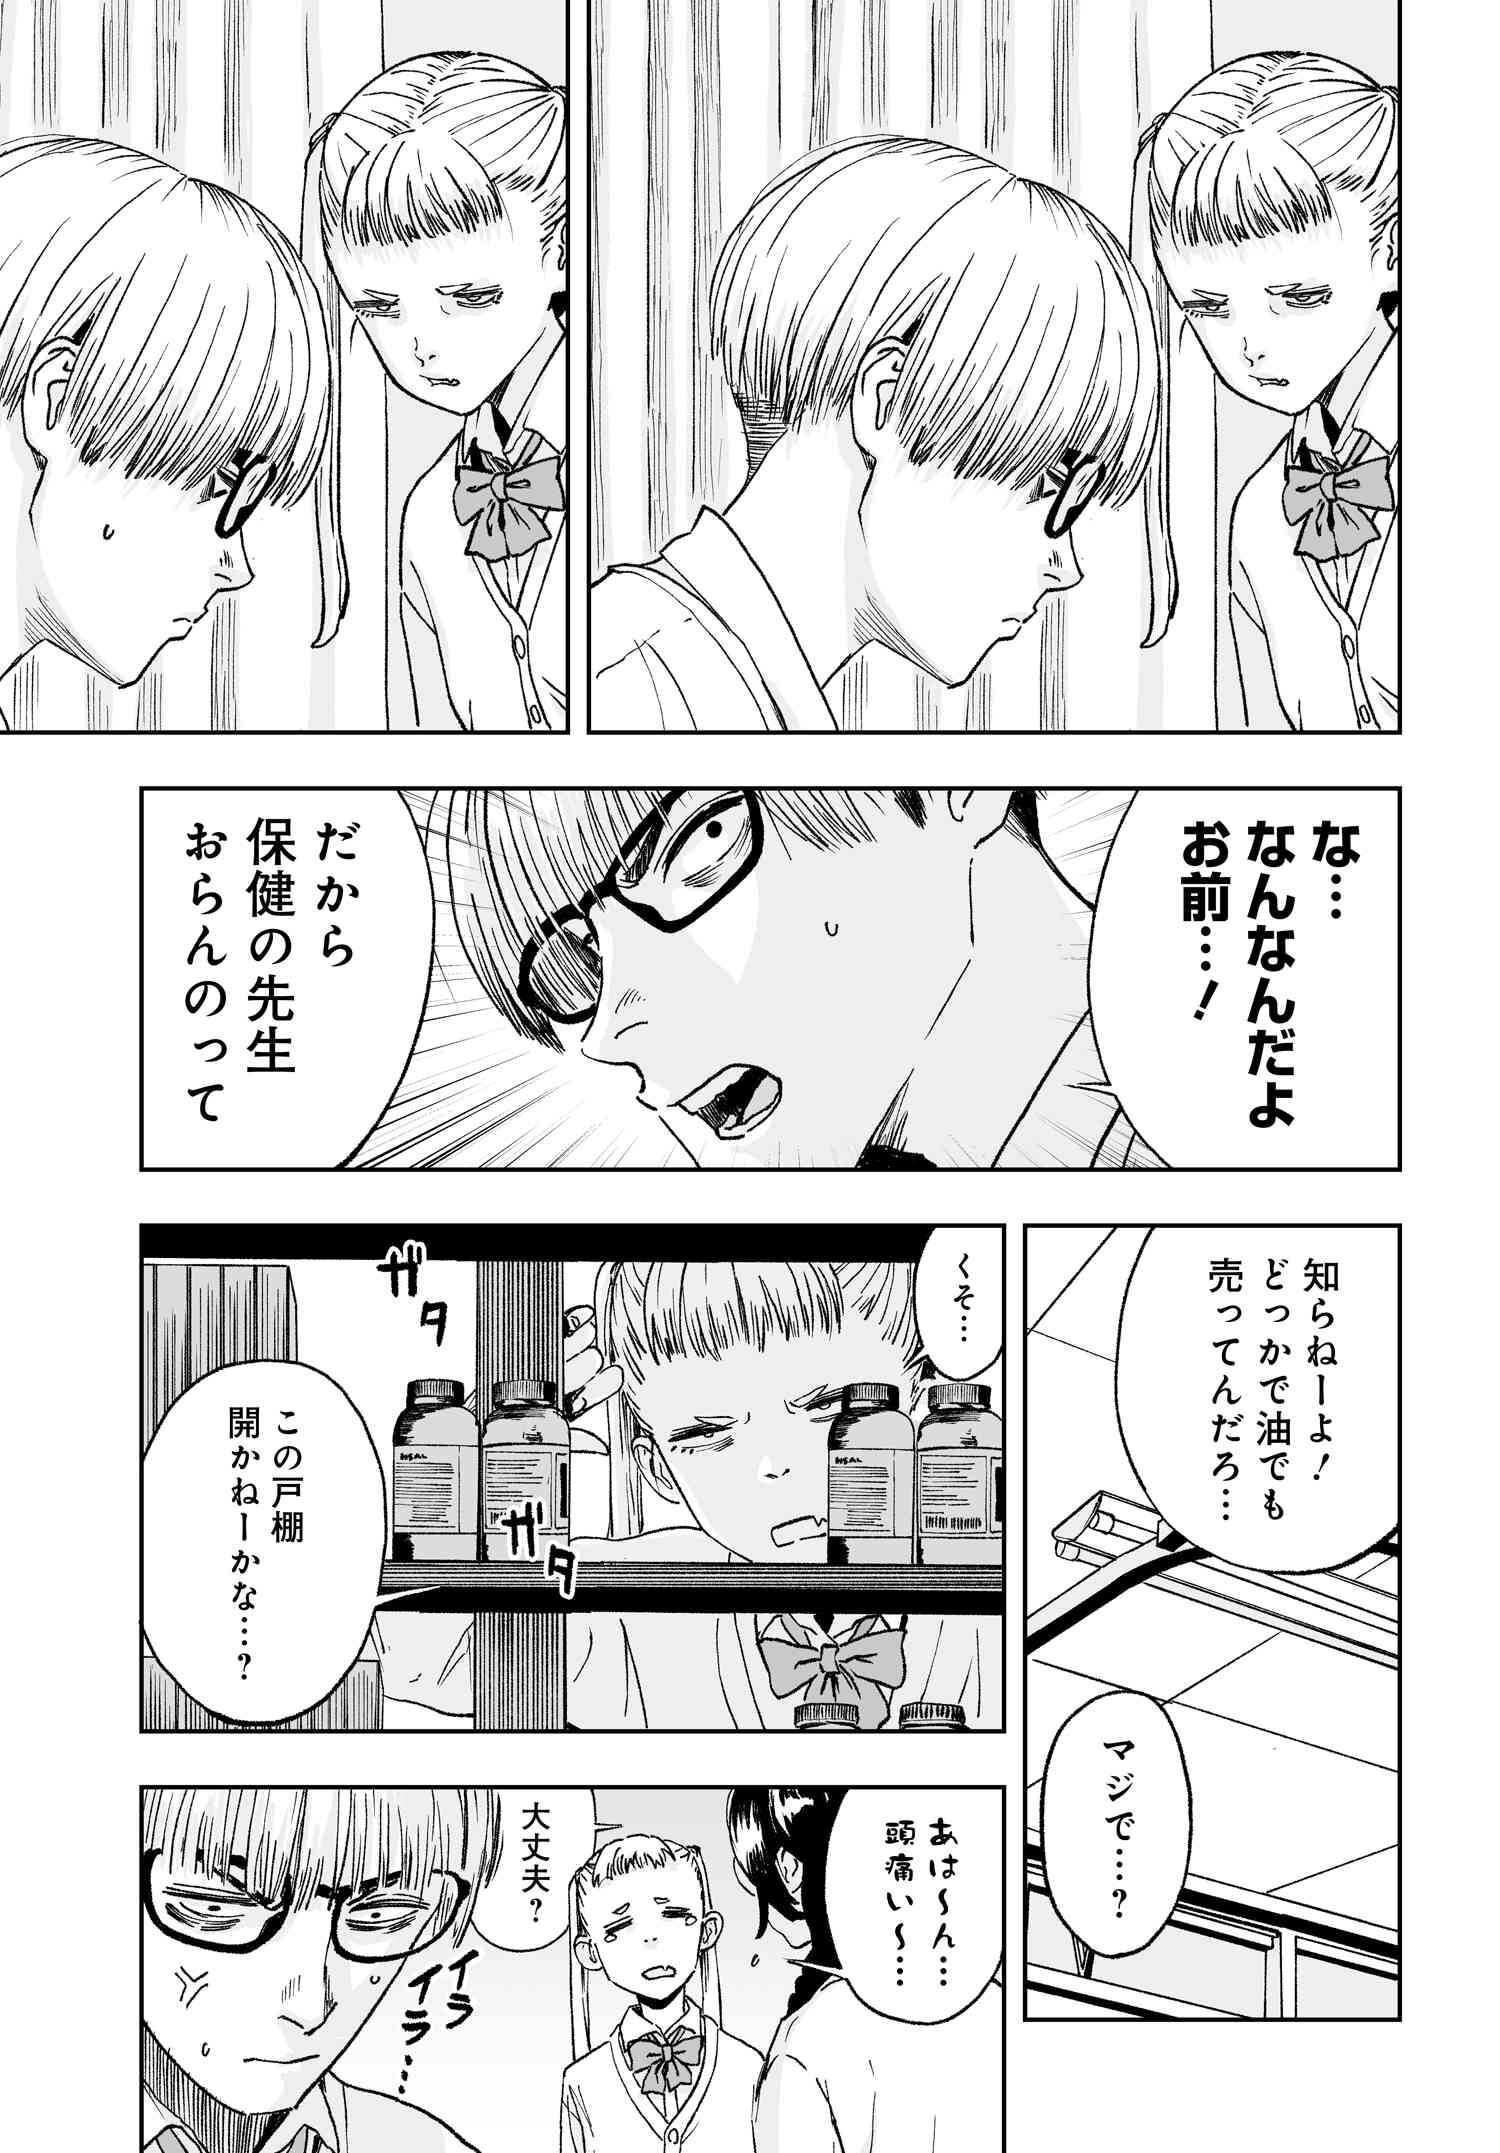 な…
なんなんだよ
お前…！
だから
保健の先生
おらんのって
知らねーよ！
どっかで油でも
売ってんだろ…
マジで…？
くそ…
ガタ
ガタ
HSAL
HSAL
この戸棚
開かねーかな…？
あは〜ん…
頭痛い〜…
大丈夫？
イラ
イラ…